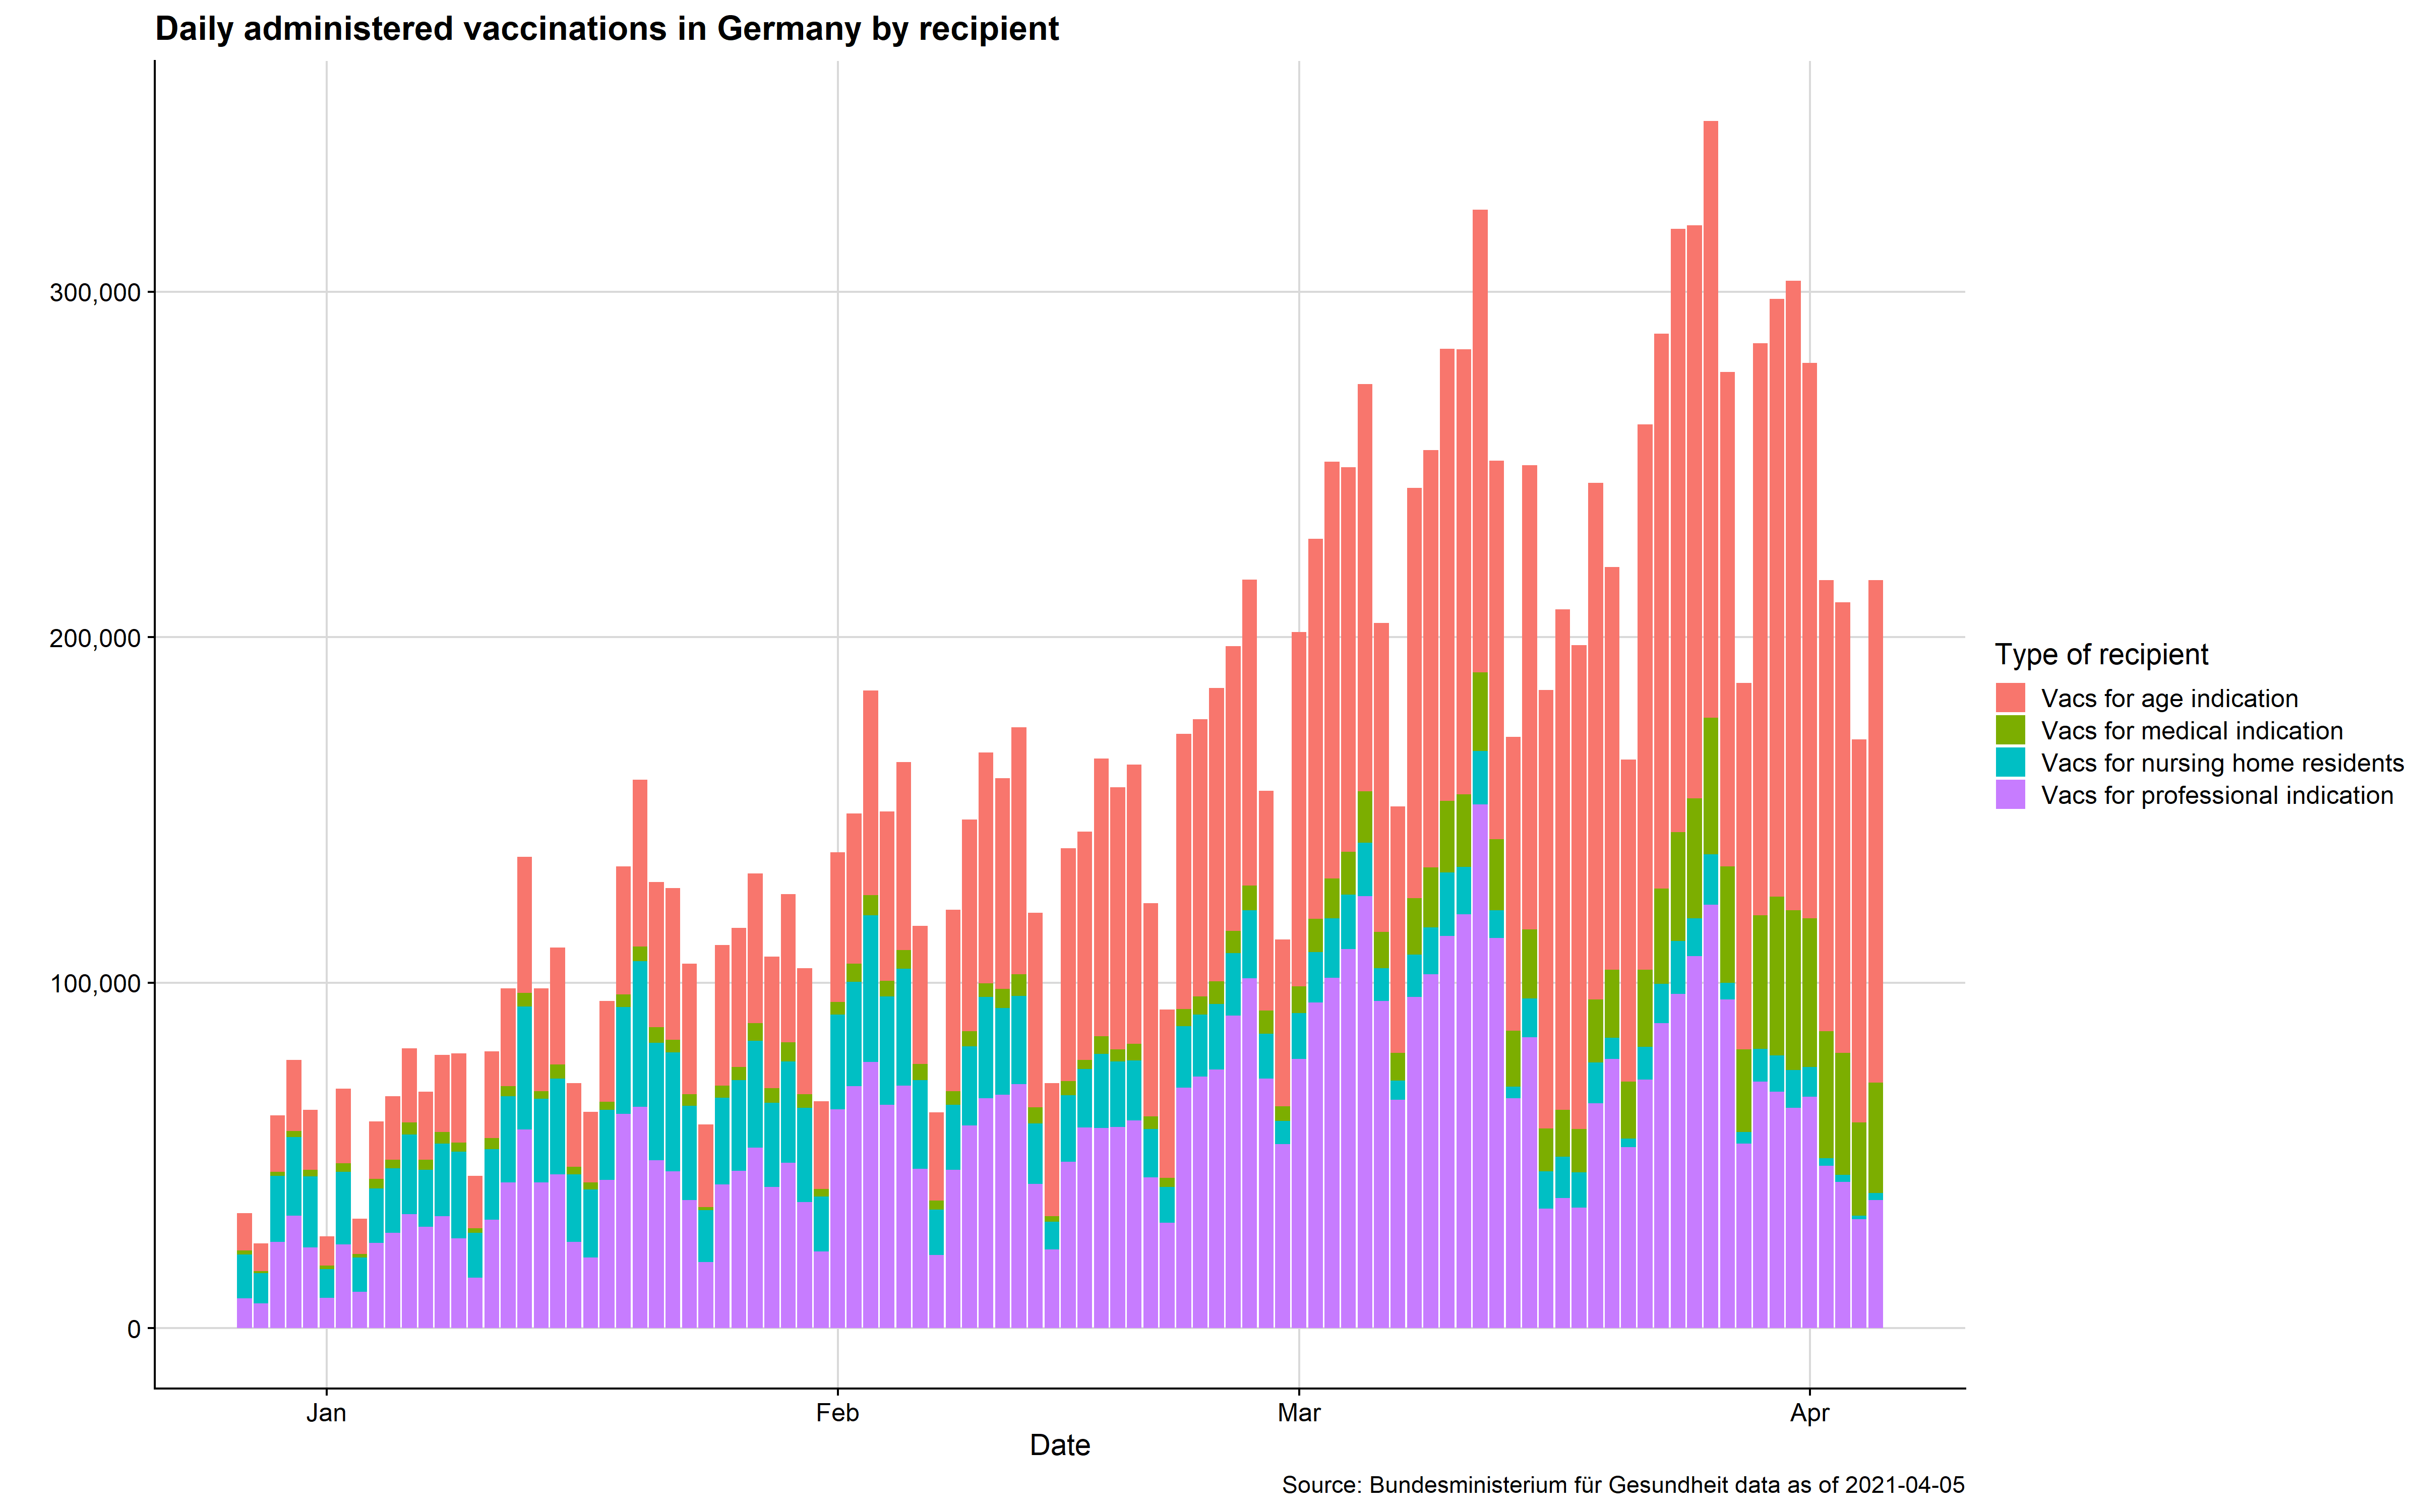 Daily administered vaccinations in Germany by recipient
300,000
200,000
100,000
0
Jan Feb Mar Apr
Date
Type of recipient
Vacs for age indication
Vacs for medical indication
Vacs for nursing home residents
Vacs for professional indication
Source: Bundesministerium für Gesundheit data as of 2021-04-05